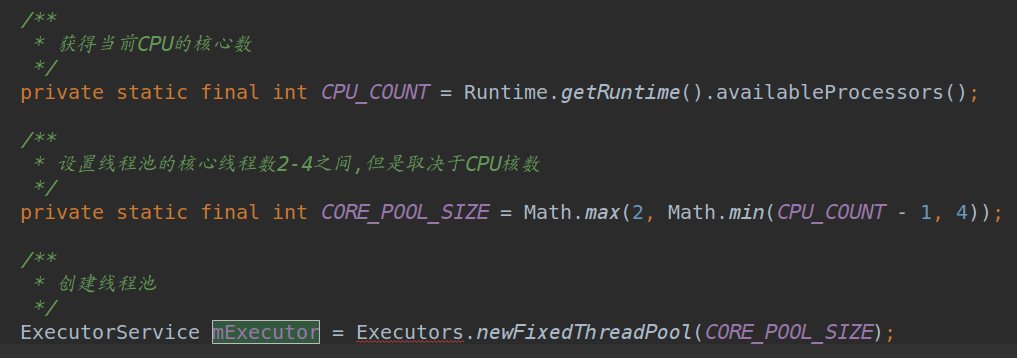 /**
 * 获得当前CPU的核心数
 */
private static final int CPU_COUNT = Runtime.getRuntime().availableProcessors();
/**
 * 设置线程池的核心线程数2-4之间,但是取决于CPU核数
 */
private static final int CORE_POOL_SIZE = Math.max(2, Math.min(CPU_COUNT - 1, 4));
/**
 * 创建线程池
 */
ExecutorService mExecutor = Executors.newFixedThreadPool(CORE_POOL_SIZE);